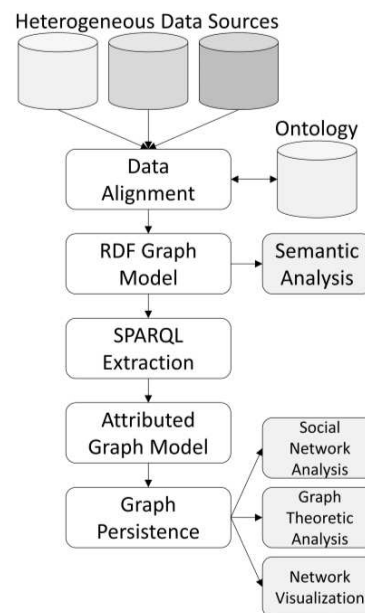 Heterogeneous Data Sources
Ontology
Data
Alignment
RDF Graph
Model
Semantic
Analysis
SPARQL
Extraction
Attributed
Graph Model
Social
Network
Analysis
Graph
Persistence
Graph
Theoretic
Analysis
Network
Visualization